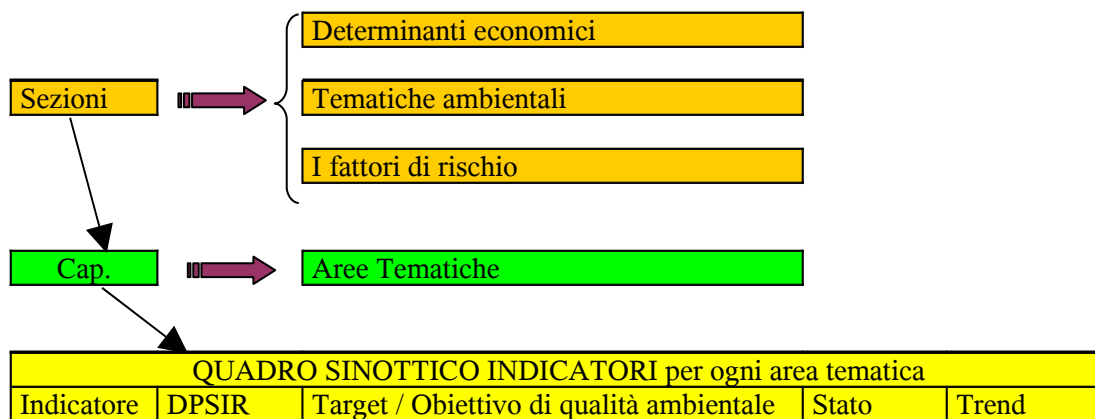 Determinanti economici
Sezioni
Tematiche ambientali
I fattori di rischio
Cap.
Aree Tematiche
QUADRO SINOTTICO INDICATORI per ogni area tematica
Indicatore DPSIR Target / Obiettivo di qualità ambientale Stato Trend